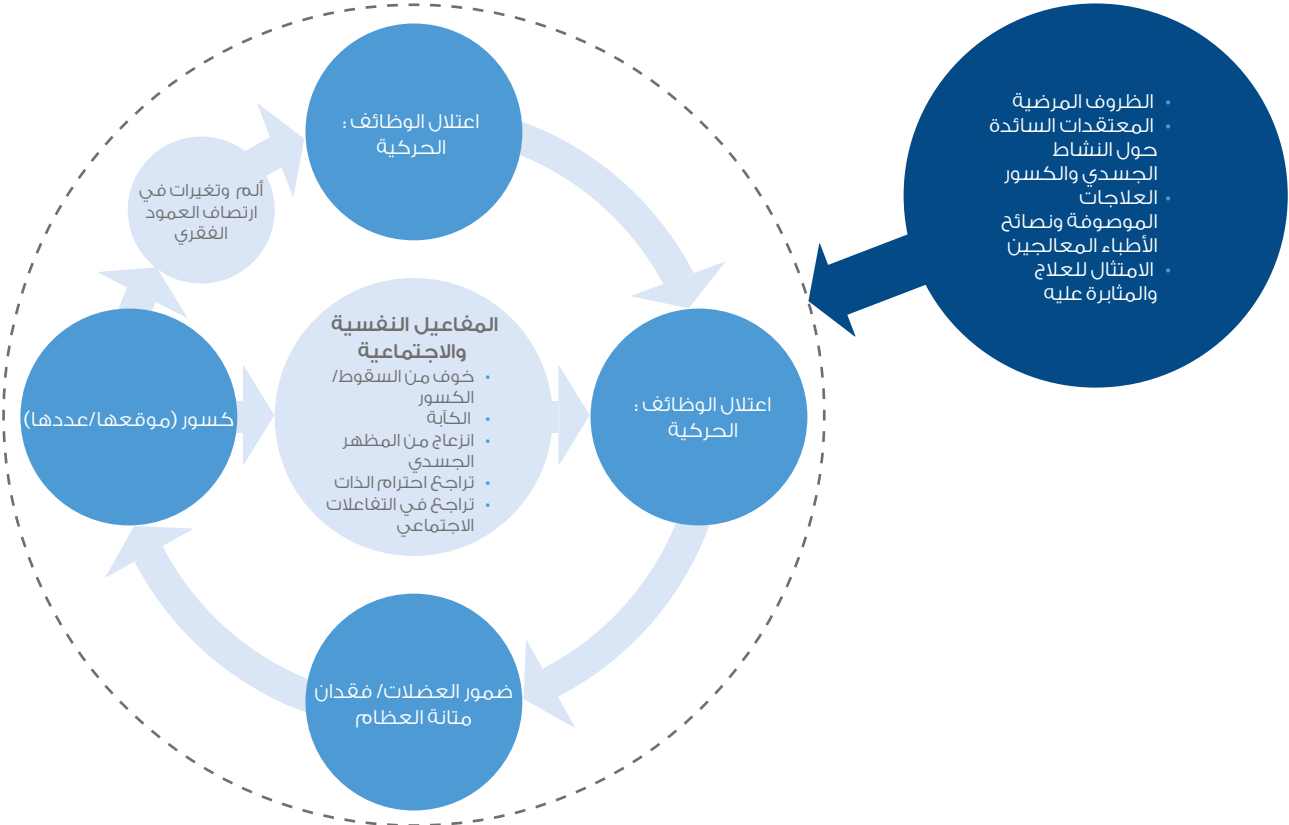 اعتلال الوظائف :
الحركية
ألم وتغيرات في
ارتصاف العمود
الفقري
• الظروف المرضية
• المعتقدات السائدة
حول النشاط
الجسدي والكسور
• العلاجات
الموصوفة ونصائح
الأطباء المعالجين
• الامتثال للعلاج
والمثابرة عليه
المفاعيل النفسية
والاجتماعية
• خوف من السقوط/
الكسور
• الكآبة
• انزعاج من المظهر
الجسدي
• تراجع احترام الذات
• تراجع في التفاعلات
الاجتماعي
اعتلال الوظائف :
الحركية
كسور (موقعها/عددها)
ضمور العضلات/ فقدان
متانة العظام